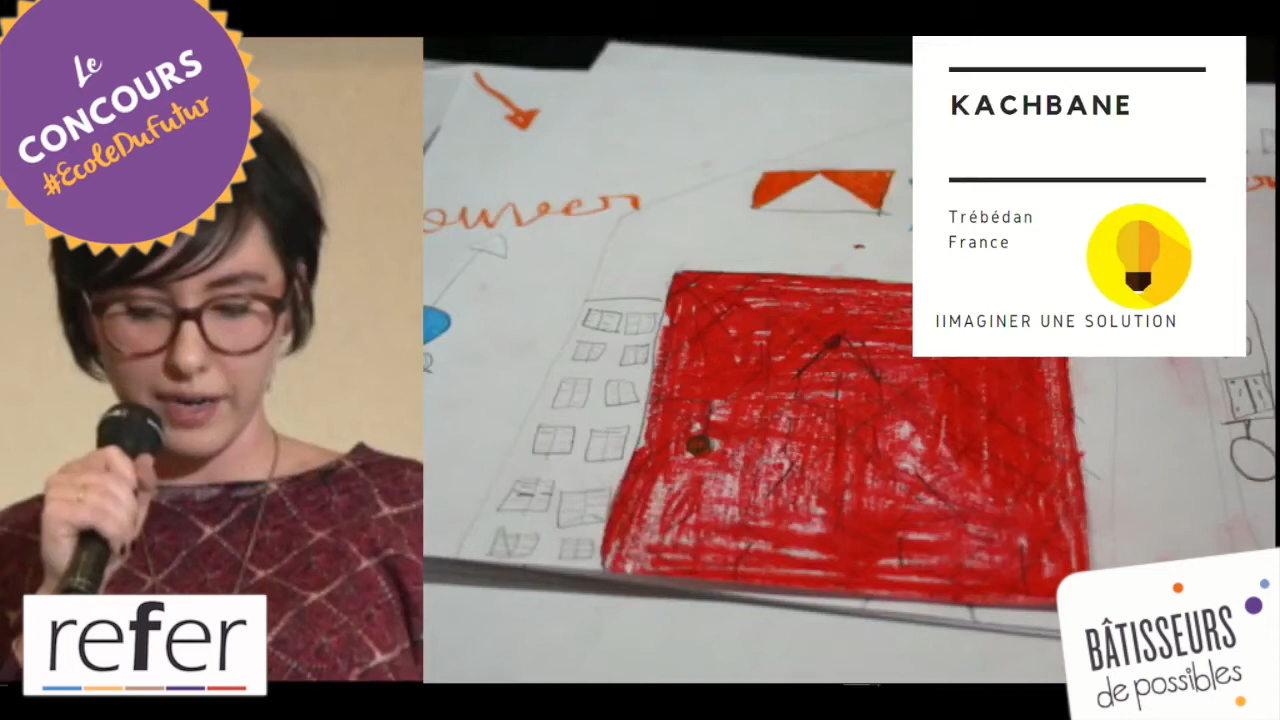 Le
CONCOURS
#EcoleDuFutur
KACHBANE
Trébédan
France
IIMAGINER UNE SOLUTION
refer
BÂTISSEURS
de possibles